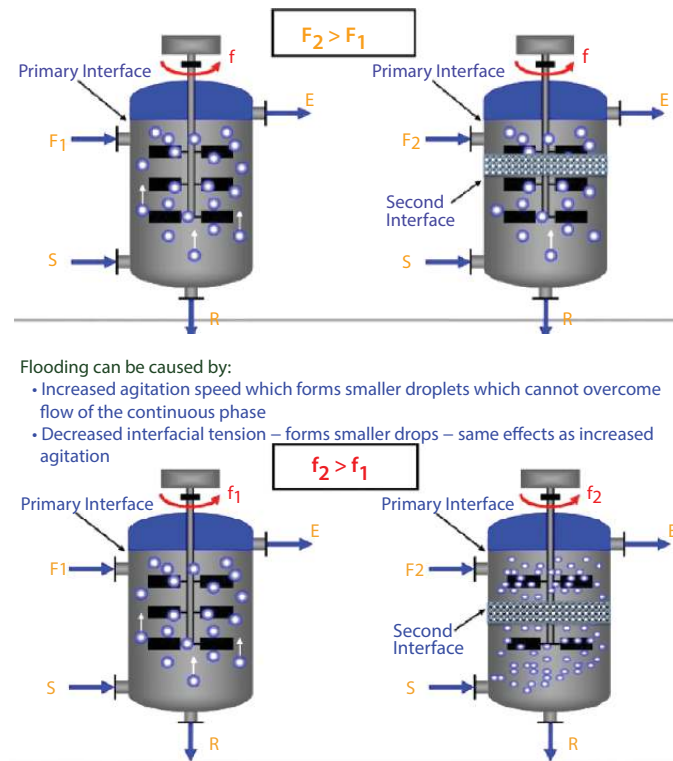 F₂ > F₁
f
f
Primary Interface
Primary Interface
E
E
F₁
F₂
Second
Interface
S
S
R
R
Flooding can be caused by:
• Increased agitation speed which forms smaller droplets which cannot overcome
flow of the continuous phase
• Decreased interfacial tension – forms smaller drops – same effects as increased
agitation
f₂ > f₁
f₁
f₂
Primary Interface
Primary Interface
E
E
F1
F2
Second
Interface
S
S
R
R